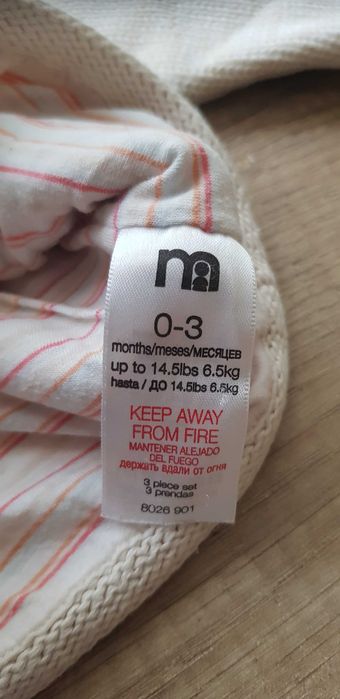 m
0-3
months/meses/МЕСЯЦЕВ
up to 14.5lbs 6.5kg
hasta / ДО 14.5lbs 6.5kg
KEEP AWAY
FROM FIRE
MANTENER ALEJADO
DEL FUEGO
держать вдали от огня
3 piece set
3 prendas
8026 901